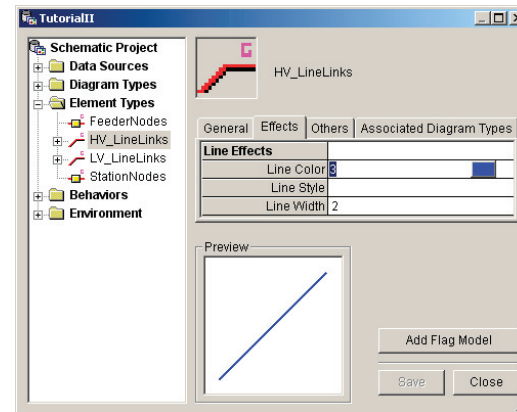 TutorialII
Schematic Project
Data Sources
Diagram Types
Element Types
FeederNodes
HV_LineLinks
LV_LineLinks
StationNodes
Behaviors
Environment
G
HV_LineLinks
General Effects Others Associated Diagram Types
Line Effects
Line Color 3
Line Style
Line Width 2
Preview
Add Flag Model
Save Close